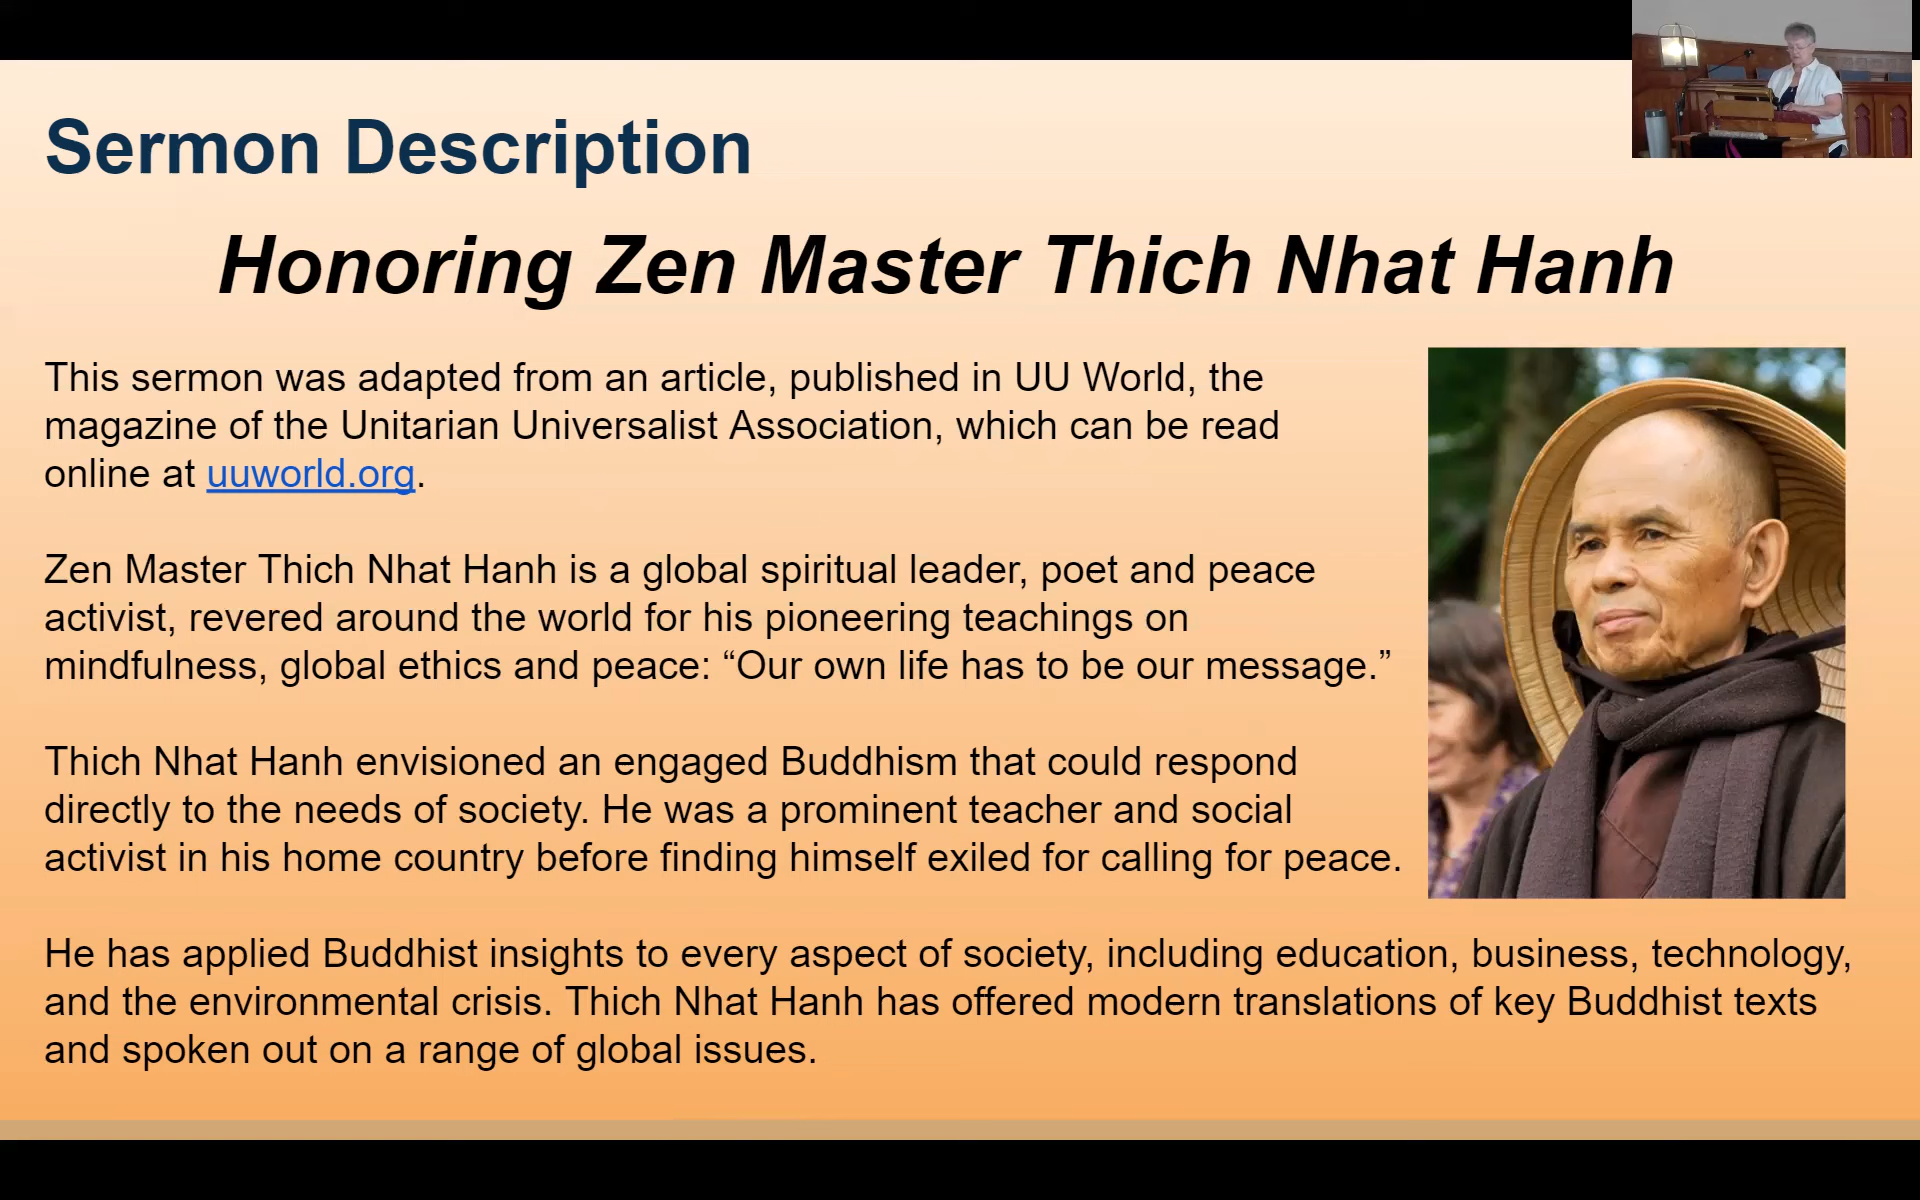 Sermon Description
Honoring Zen Master Thich Nhat Hanh
This sermon was adapted from an article, published in UU World, the
magazine of the Unitarian Universalist Association, which can be read
online at uuworld.org.
Zen Master Thich Nhat Hanh is a global spiritual leader, poet and peace
activist, revered around the world for his pioneering teachings on
mindfulness, global ethics and peace: “Our own life has to be our message.”
Thich Nhat Hanh envisioned an engaged Buddhism that could respond
directly to the needs of society. He was a prominent teacher and social
activist in his home country before finding himself exiled for calling for peace.
He has applied Buddhist insights to every aspect of society, including education, business, technology,
and the environmental crisis. Thich Nhat Hanh has offered modern translations of key Buddhist texts
and spoken out on a range of global issues.